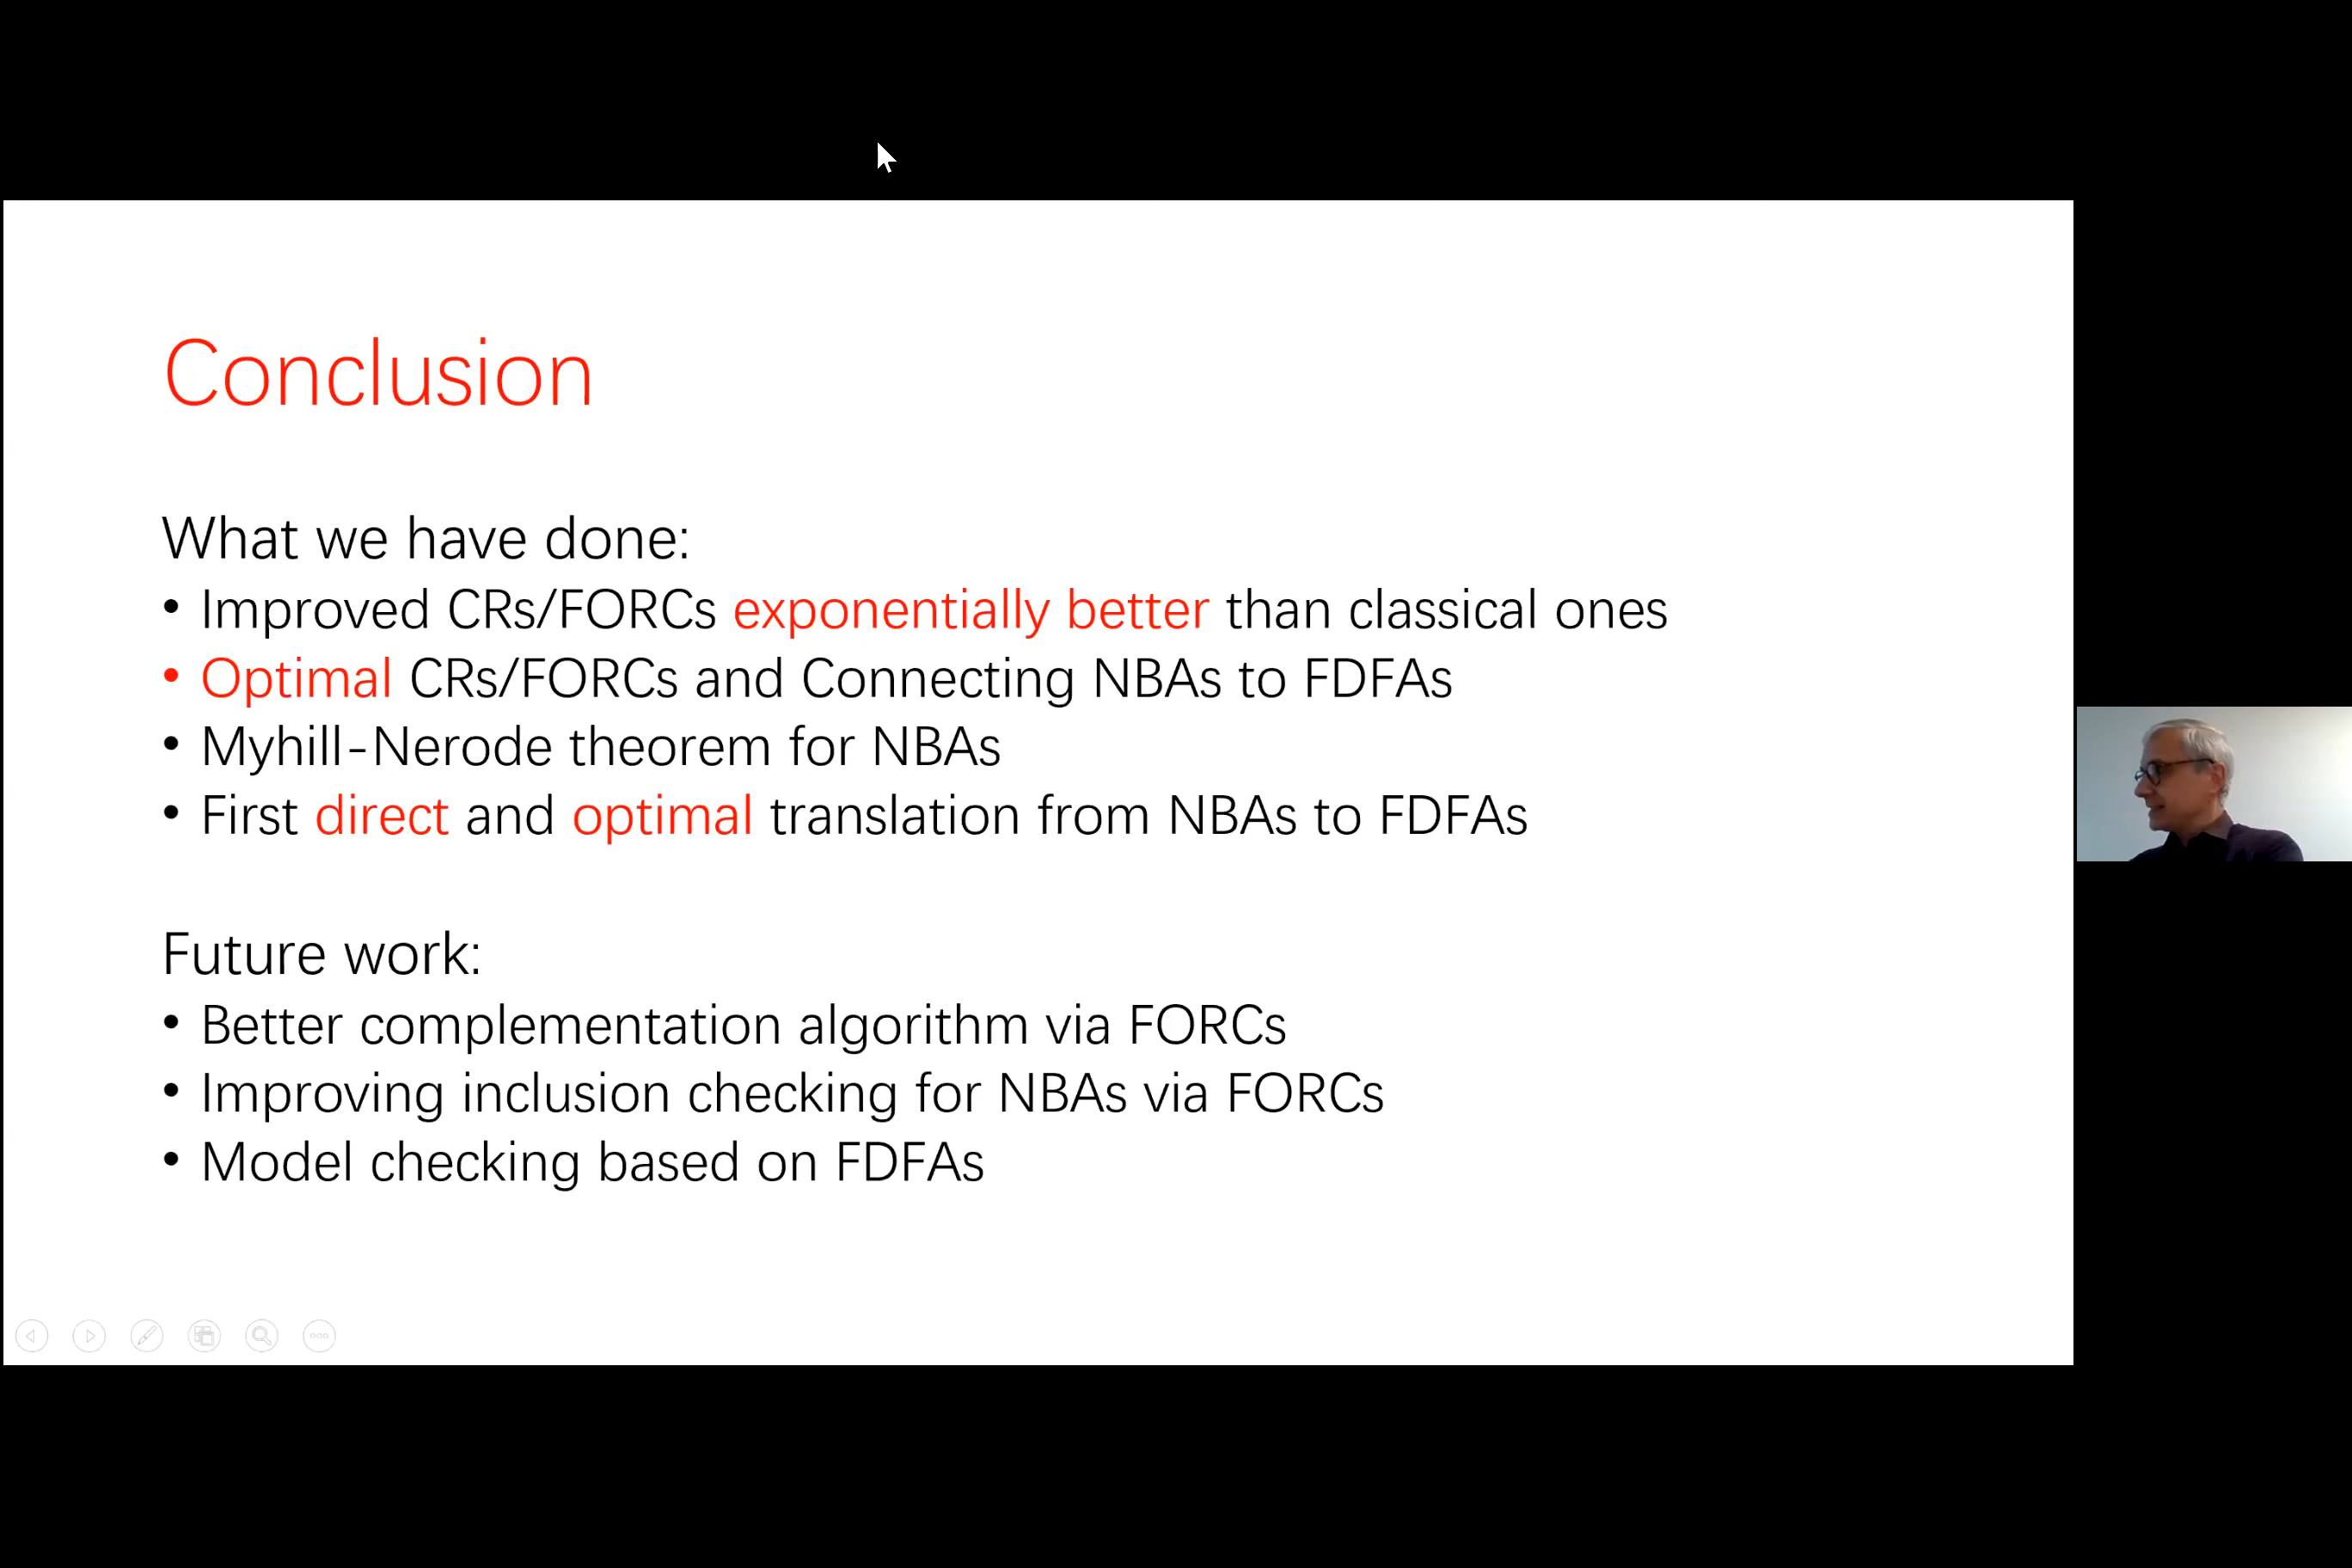 Conclusion
What we have done:
• Improved CRs/FORCs exponentially better than classical ones
• Optimal CRs/FORCs and Connecting NBAs to FDFAs
• Myhill-Nerode theorem for NBAs
• First direct and optimal translation from NBAs to FDFAs
Future work:
• Better complementation algorithm via FORCs
• Improving inclusion checking for NBAs via FORCs
• Model checking based on FDFAs